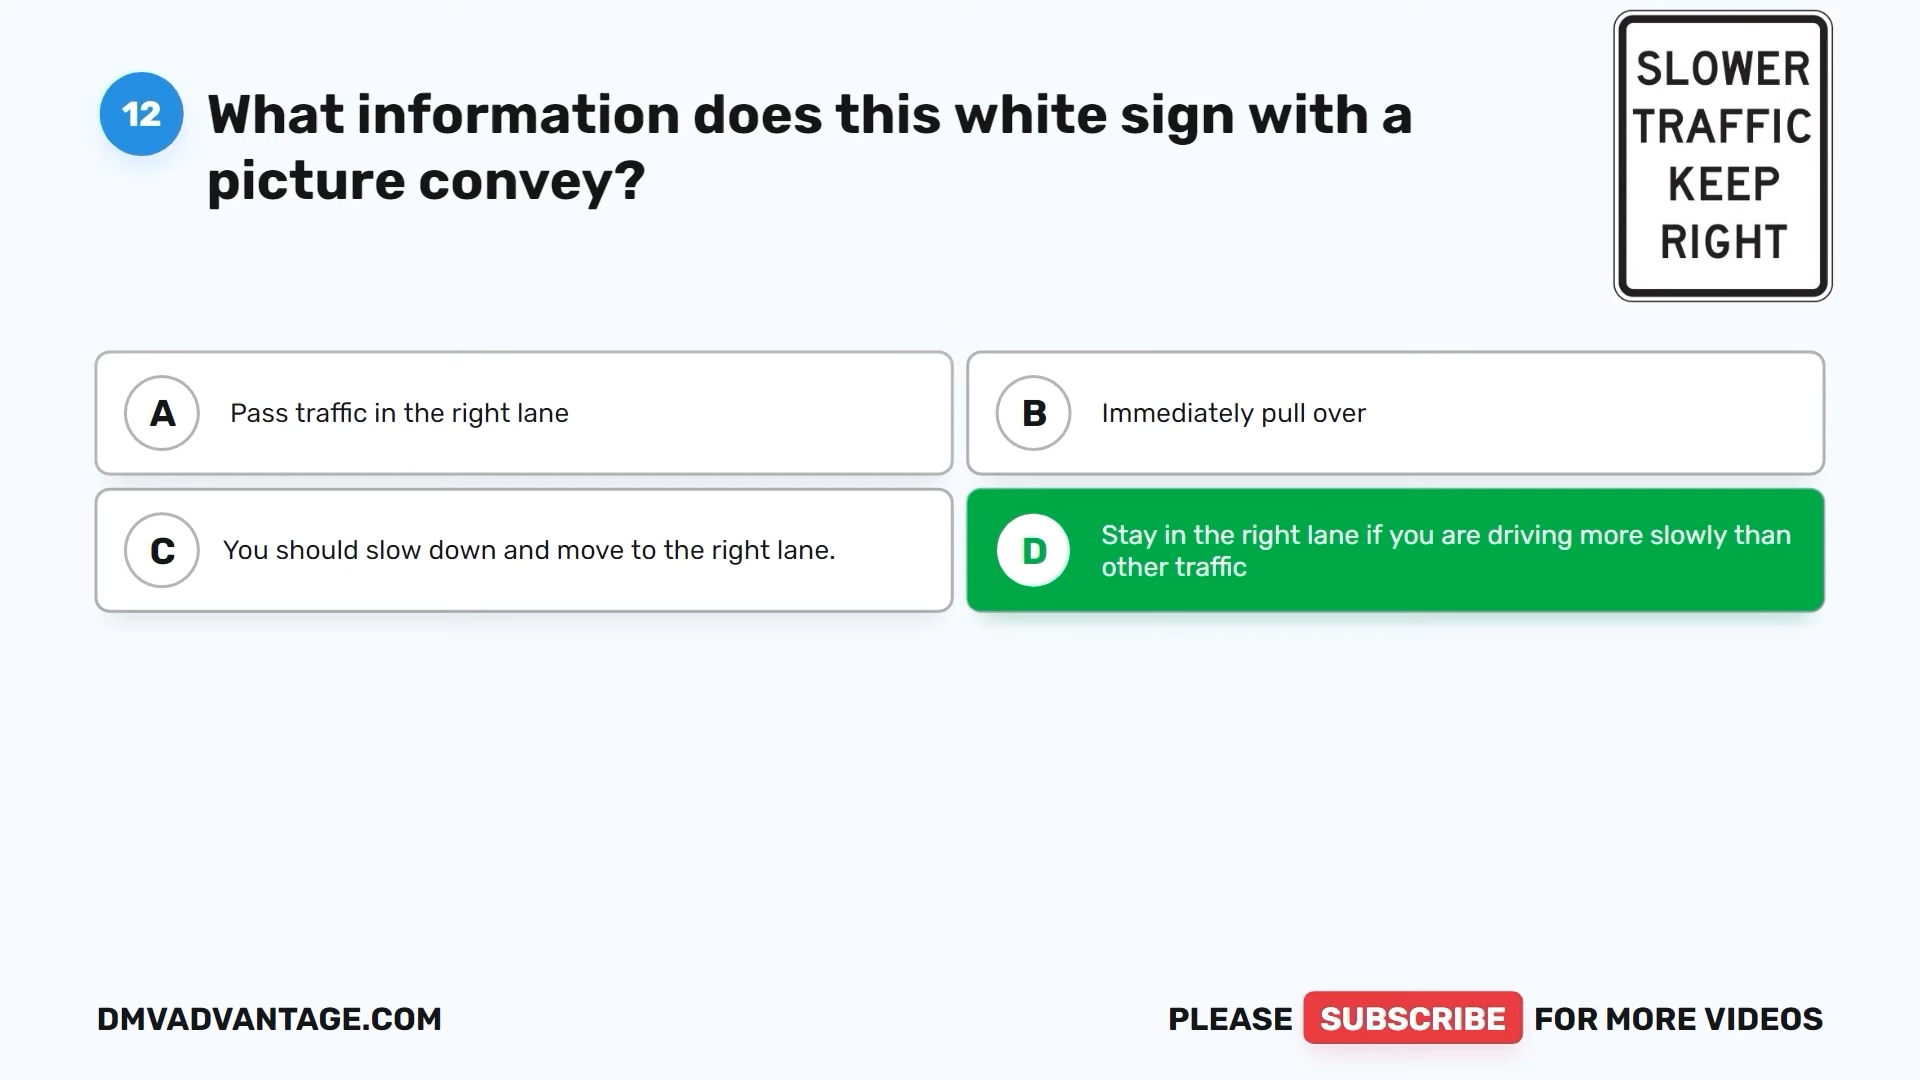 12
What information does this white sign with a
picture convey?
SLOWER
TRAFFIC
KEEP
RIGHT
A
Pass traffic in the right lane
B
Immediately pull over
C
You should slow down and move to the right lane.
D
Stay in the right lane if you are driving more slowly than
other traffic
DMVADVANTAGE.COM
PLEASE SUBSCRIBE FOR MORE VIDEOS